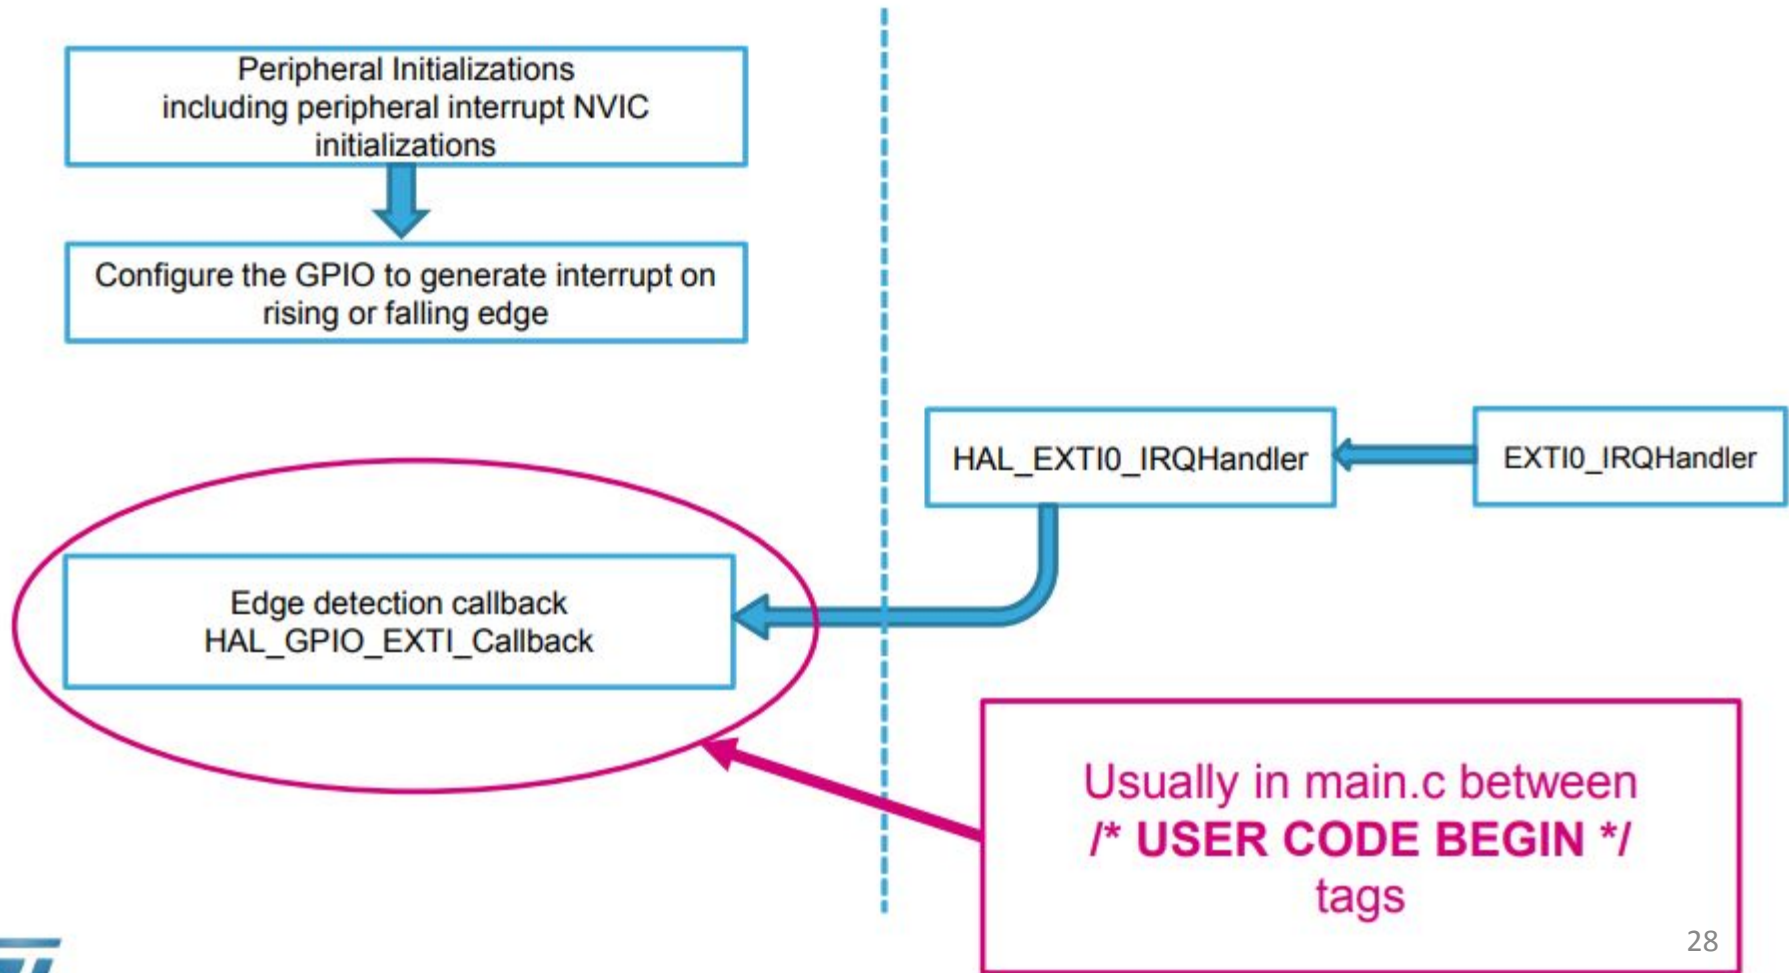 Peripheral Initializations
including peripheral interrupt NVIC
initializations
Configure the GPIO to generate interrupt on
rising or falling edge
HAL_EXTI0_IRQHandler
EXTI0_IRQHandler
Edge detection callback
HAL_GPIO_EXTI_Callback
Usually in main.c between
/* USER CODE BEGIN */
tags
28